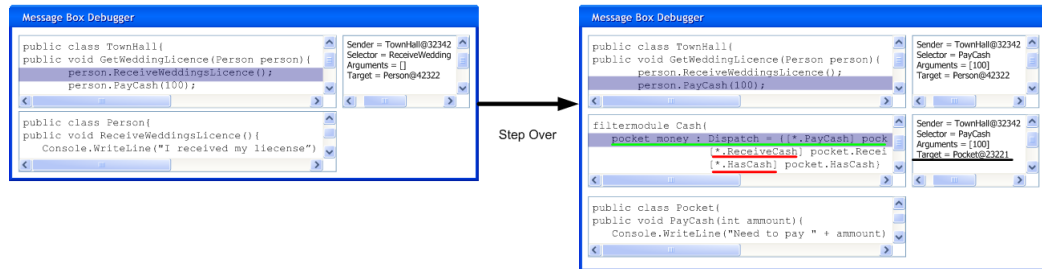 Message Box Debugger
public class TownHall{
public void GetWeddingLicence(Person person){
person.ReceiveWeddingsLicence();
person.PayCash(100);
Sender = TownHall@32342
Selector = ReceiveWedding
Arguments = []
Target = Person@42322
public class Person{
public void ReceiveWeddingsLicence(){
Console.WriteLine("I received my liecense")
Step Over
Message Box Debugger
public class TownHall{
public void GetWeddingLicence(Person person){
person.ReceiveWeddingsLicence();
person.PayCash(100);
Sender = TownHall@32342
Selector = PayCash
Arguments = [100]
Target = Person@42322
filtermodule Cash{
pocket money : Dispatch = {[*.PayCash] pock
[*.ReceiveCash] pocket.Recei
[*.HasCash] pocket.HasCash}
Sender = TownHall@32342
Selector = PayCash
Arguments = [100]
Target = Pocket@23221
public class Pocket{
public void PayCash(int ammount){
Console.WriteLine("Need to pay " + ammount)